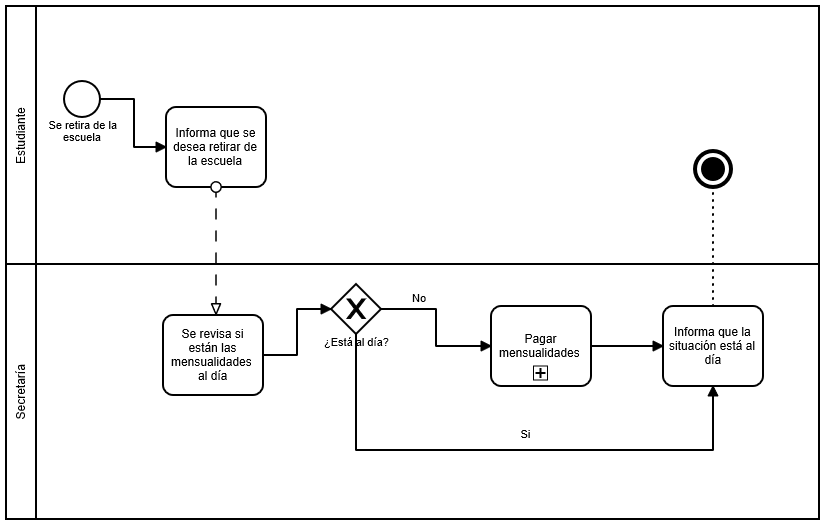 Estudiante
Se retira de la
escuela
Informa que se
desea retirar de
la escuela
Secretaría
Se revisa si
están las
mensualidades
al día
¿Está al día?
No
Si
Pagar
mensualidades
Informa que la
situación está al
día